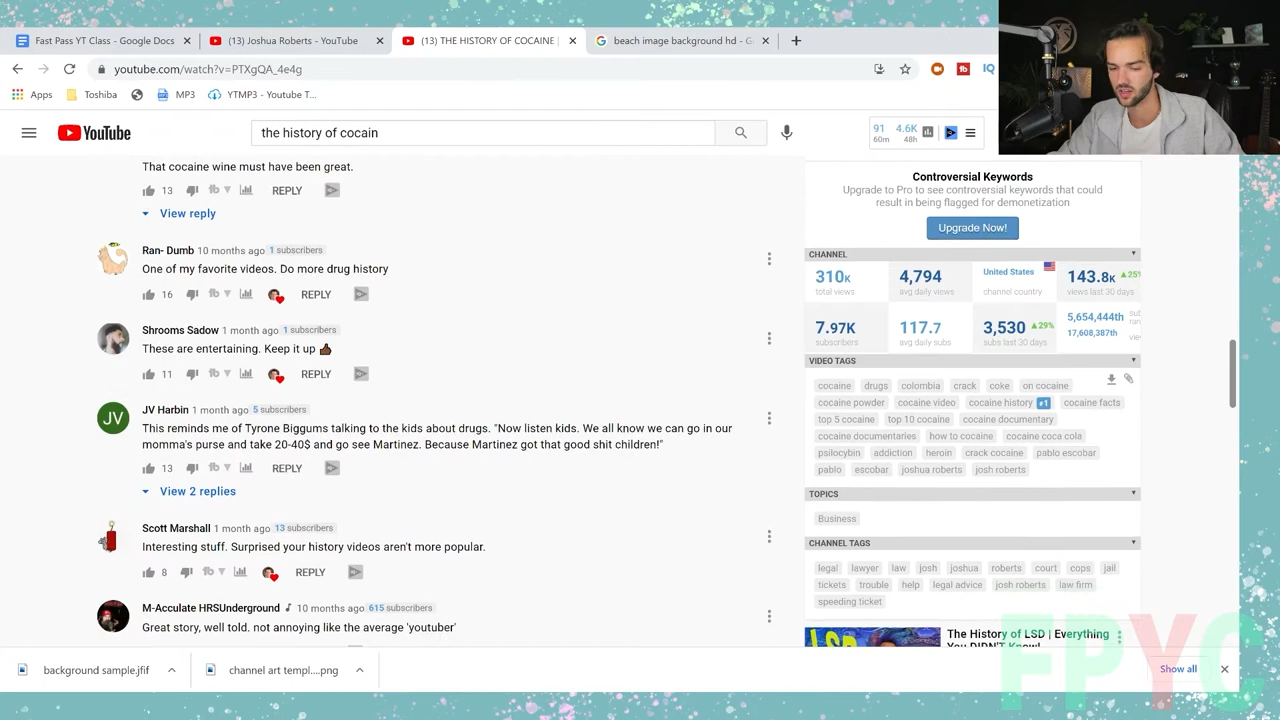 Fast Pass YT Class - Google Docs
(13) Joshua Roberts - YouTube
(13) THE HISTORY OF COCAINE
beach image background hd - G
youtube.com/watch?v=PTXgQA_4e4g
Apps
Toshiba
MP3
YTMP3 - Youtube T...
YouTube
the history of cocain
91
60m
4.6K
48h
That cocaine wine must have been great.
13
REPLY
View reply
Ran- Dumb 10 months ago 1 subscribers
One of my favorite videos. Do more drug history
16
REPLY
Shrooms Sadow 1 month ago 1 subscribers
These are entertaining. Keep it up
11
REPLY
JV
JV Harbin 1 month ago 5 subscribers
This reminds me of Tyrone Biggums talking to the kids about drugs. "Now listen kids. We all know we can go in our
momma's purse and take 20-40$ and go see Martinez. Because Martinez got that good shit children!"
13
REPLY
View 2 replies
Scott Marshall 1 month ago 13 subscribers
Interesting stuff. Surprised your history videos aren't more popular.
8
REPLY
M-Acculate HRSUnderground 10 months ago 615 subscribers
Great story, well told. not annoying like the average 'youtuber'
Controversial Keywords
Upgrade to Pro to see controversial keywords that could
result in being flagged for demonetization
Upgrade Now!
CHANNEL
310K
total views
4,794
avg daily views
United States
channel country
143.8K
25%
views last 30 days
7.97K
subscribers
117.7
avg daily subs
3,530
29%
subs last 30 days
5,654,444th
17,608,387th
VIDEO TAGS
cocaine drugs colombia crack coke on cocaine
cocaine powder cocaine video cocaine history #1 cocaine facts
top 5 cocaine top 10 cocaine cocaine documentary
cocaine documentaries how to cocaine cocaine coca cola
psilocybin addiction heroin crack cocaine pablo escobar
pablo escobar joshua roberts josh roberts
TOPICS
Business
CHANNEL TAGS
legal lawyer law josh joshua roberts court cops jail
tickets trouble help legal advice josh roberts law firm
speeding ticket
LSD
The History of LSD | Everything
You DIDN'T Know!
FPYC
background sample.jfif
channel art templ....png
Show all